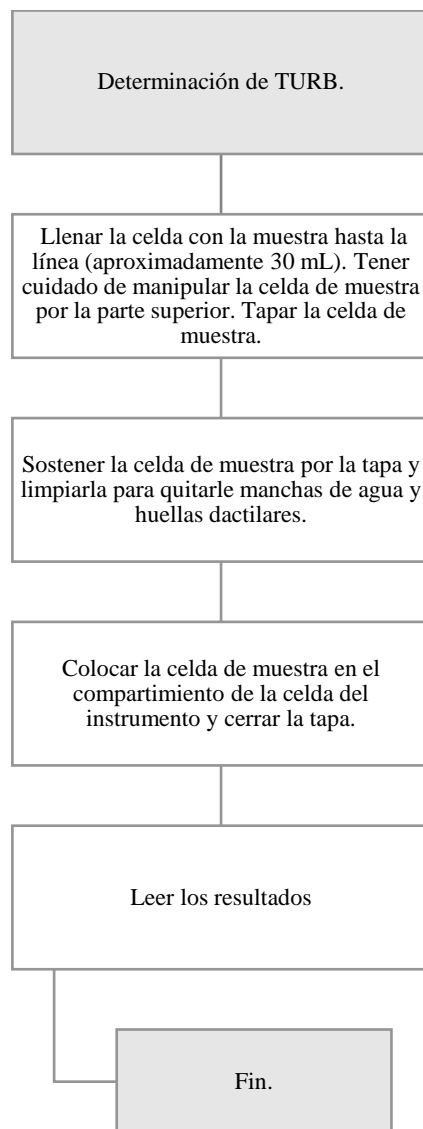 Determinación de TURB.
Llenar la celda con la muestra hasta la
línea (aproximadamente 30 mL). Tener
cuidado de manipular la celda de muestra
por la parte superior. Tapar la celda de
muestra.
Sostener la celda de muestra por la tapa y
limpiarla para quitarle manchas de agua y
huellas dactilares.
Colocar la celda de muestra en el
compartimiento de la celda del
instrumento y cerrar la tapa.
Leer los resultados
Fin.